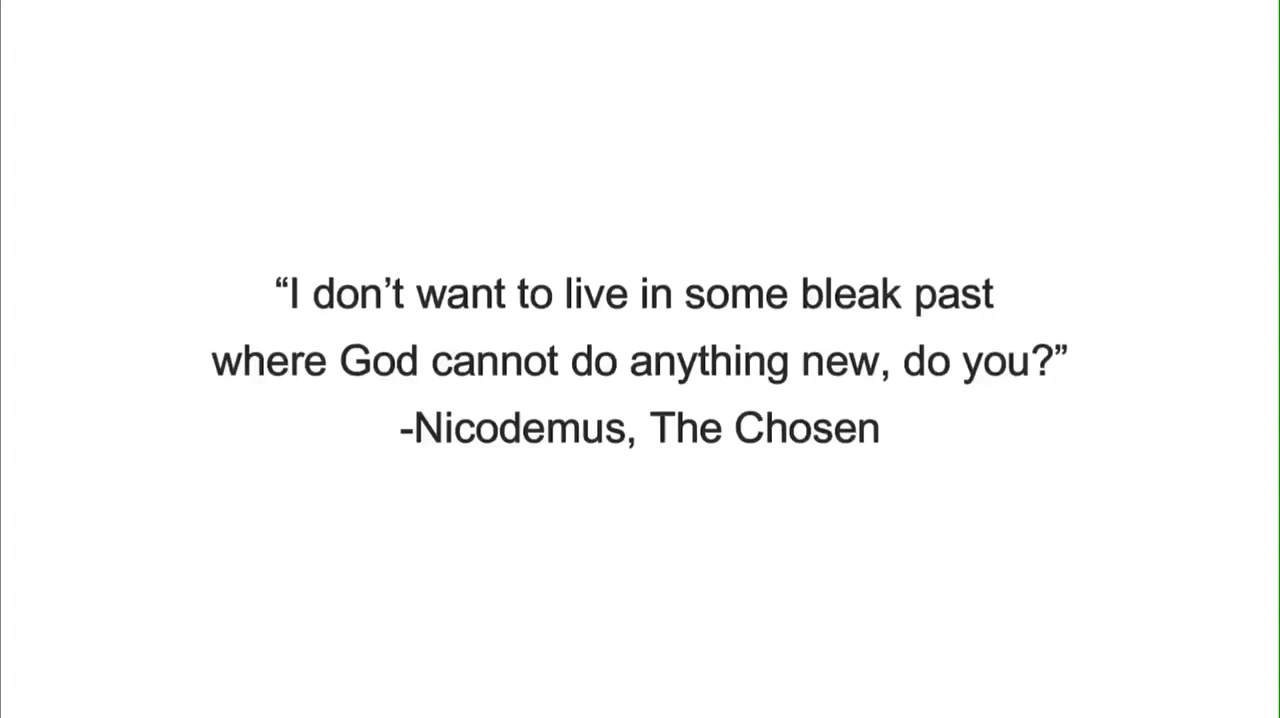 “I don’t want to live in some bleak past
where God cannot do anything new, do you?”
-Nicodemus, The Chosen